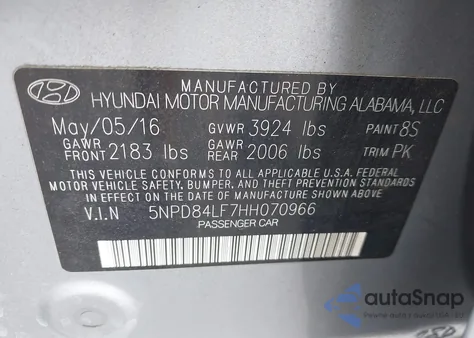 MANUFACTURED BY
HYUNDAI MOTOR MANUFACTURING ALABAMA, LLC
May/05/16 GVWR 3924 lbs PAINT 8S
GAWR FRONT 2183 lbs GAWR REAR 2006 lbs TRIM PK
THIS VEHICLE CONFORMS TO ALL APPLICABLE FEDERAL
MOTOR VEHICLE SAFETY, BUMPER, AND THEFT PREVENTION
STANDARDS IN EFFECT ON THE DATE OF MANUFACTURE SHOWN ABOVE.
V.I.N 5NPD84LF7HH070966
PASSENGER CAR
autoSnap